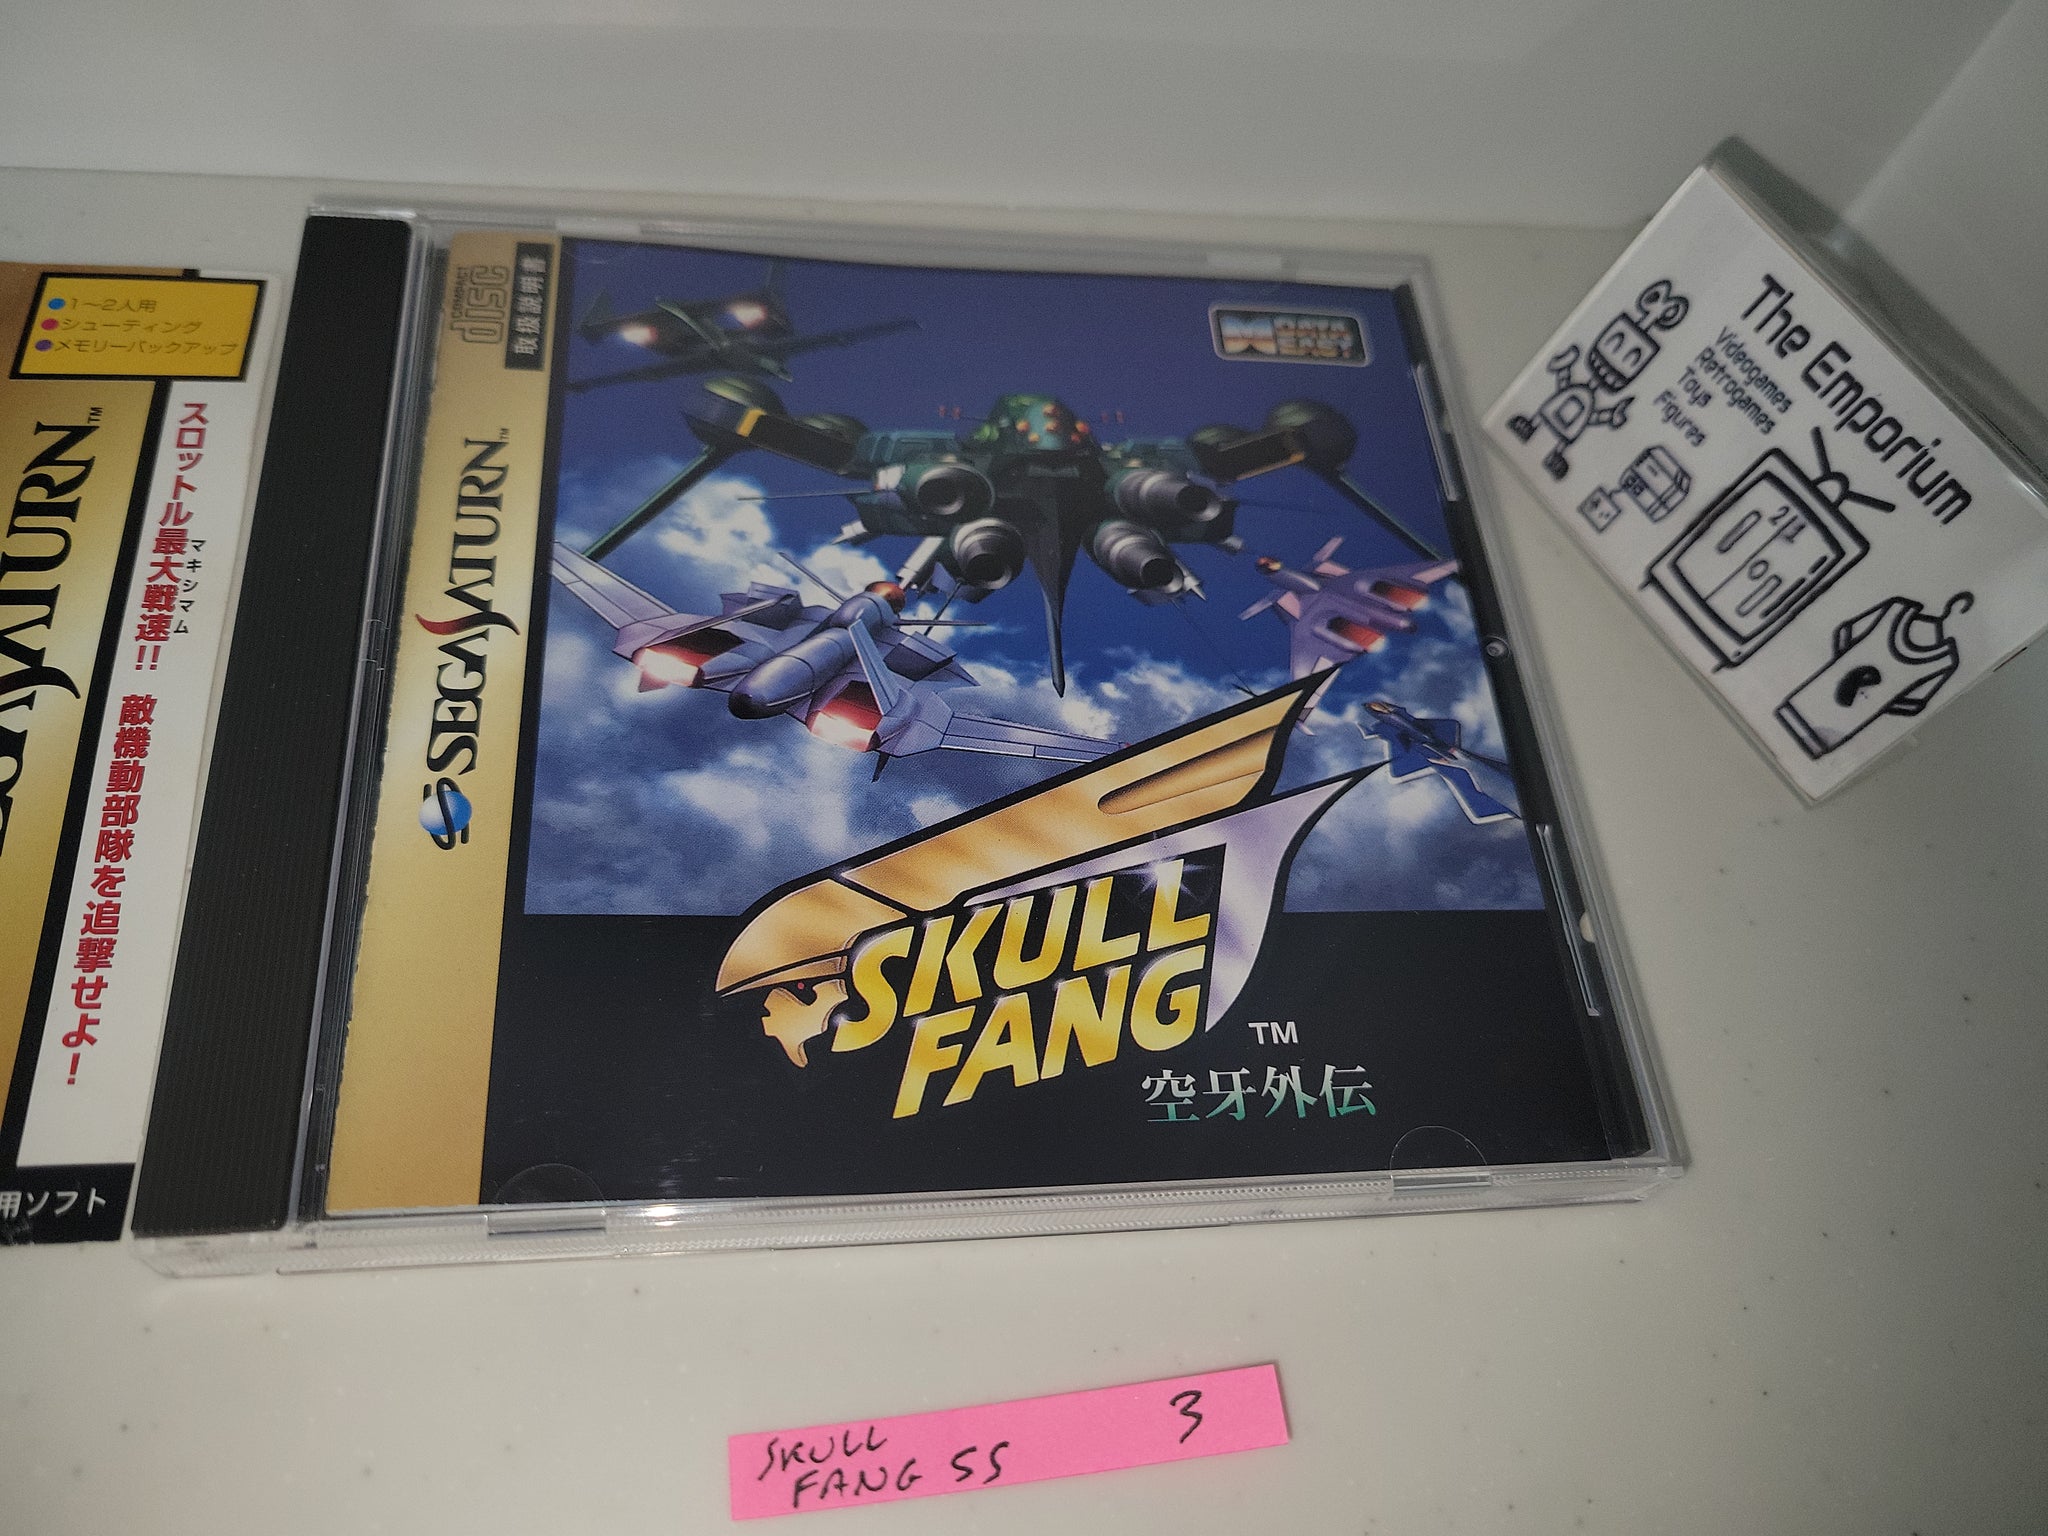 ●1～2人用
●シューティング
●メモリーバックアップ
SEGA SATURN™
スロットル最大戦速!!
マキシマム
敵機動部隊を追撃せよ!
用ソフト
COMPACT
disc
取扱説明書
SEGA SATURN™
DATA
EAST
SKULL
FANG
TM
空牙外伝
The Emporium
Videogames
Retrogames
Toys
Figures
21
SKULL
FANG SS
3